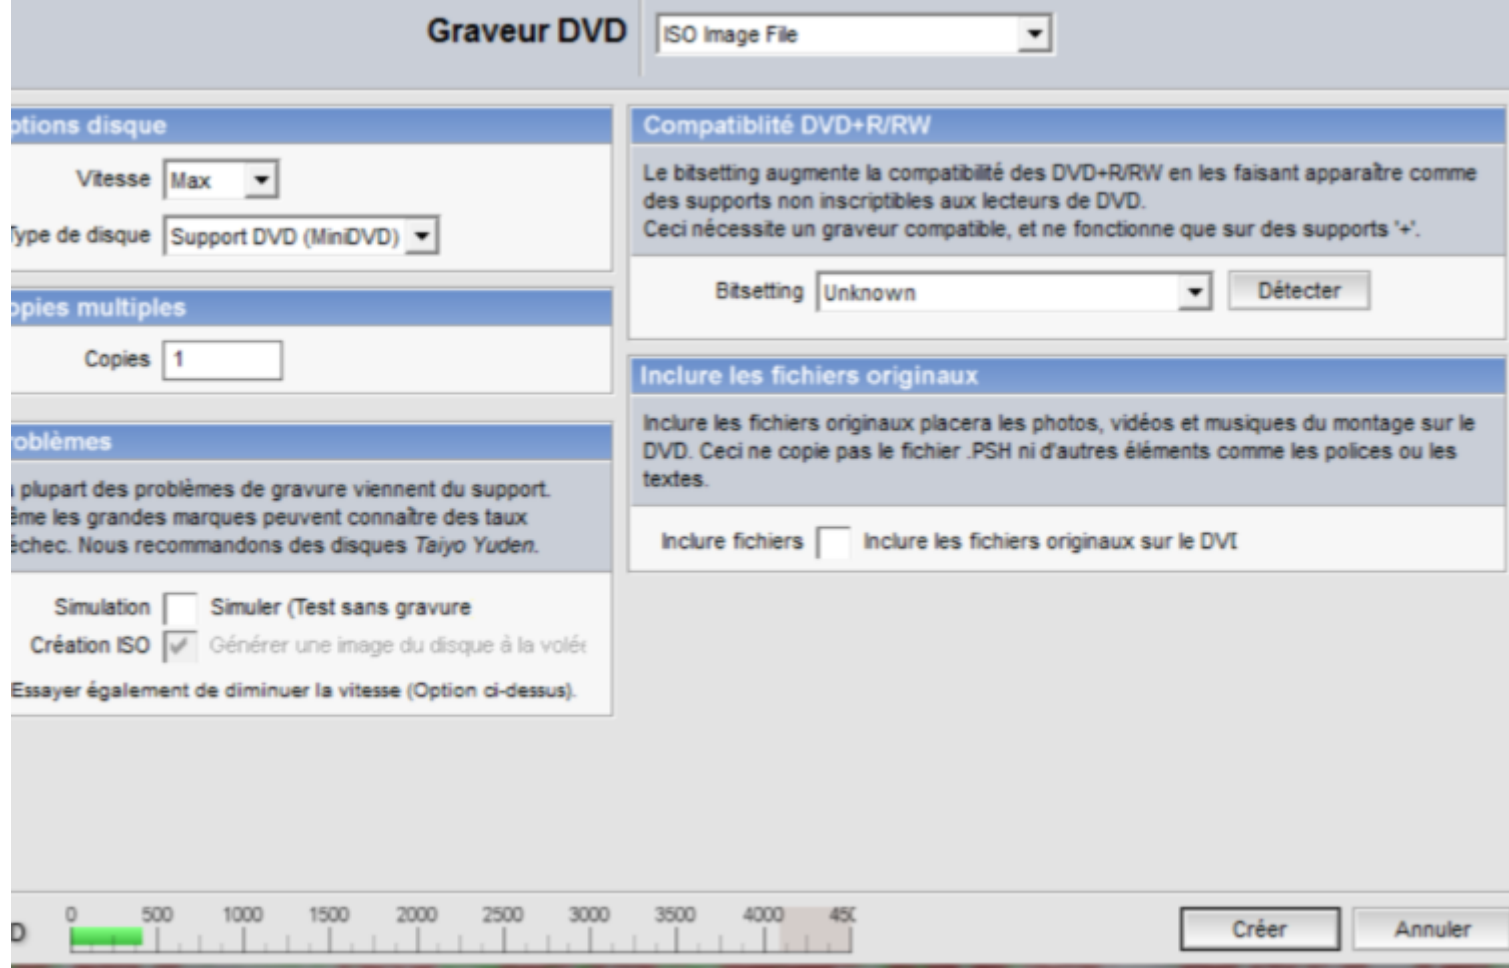 Graveur DVD ISO Image File
ptions disque
Vitesse Max
Type de disque Support DVD (MiniDVD)
opies multiples
Copies 1
roblèmes
plupart des problèmes de gravure viennent du support.
ême les grandes marques peuvent connaître des taux
échec. Nous recommandons des disques Taiyo Yuden.
Simulation Simuler (Test sans gravure
Création ISO Générer une image du disque à la volée
Essayer également de diminuer la vitesse (Option ci-dessus).
Compatiblité DVD+R/RW
Le bitsetting augmente la compatibilité des DVD+R/RW en les faisant apparaître comme
des supports non inscriptibles aux lecteurs de DVD.
Ceci nécessite un graveur compatible, et ne fonctionne que sur des supports '+'.
Bitsetting Unknown Détecter
Inclure les fichiers originaux
Inclure les fichiers originaux placera les photos, vidéos et musiques du montage sur le
DVD. Ceci ne copie pas le fichier .PSH ni d'autres éléments comme les polices ou les
textes.
Inclure fichiers Inclure les fichiers originaux sur le DVD
D 0 500 1000 1500 2000 2500 3000 3500 4000 450
Créer Annuler